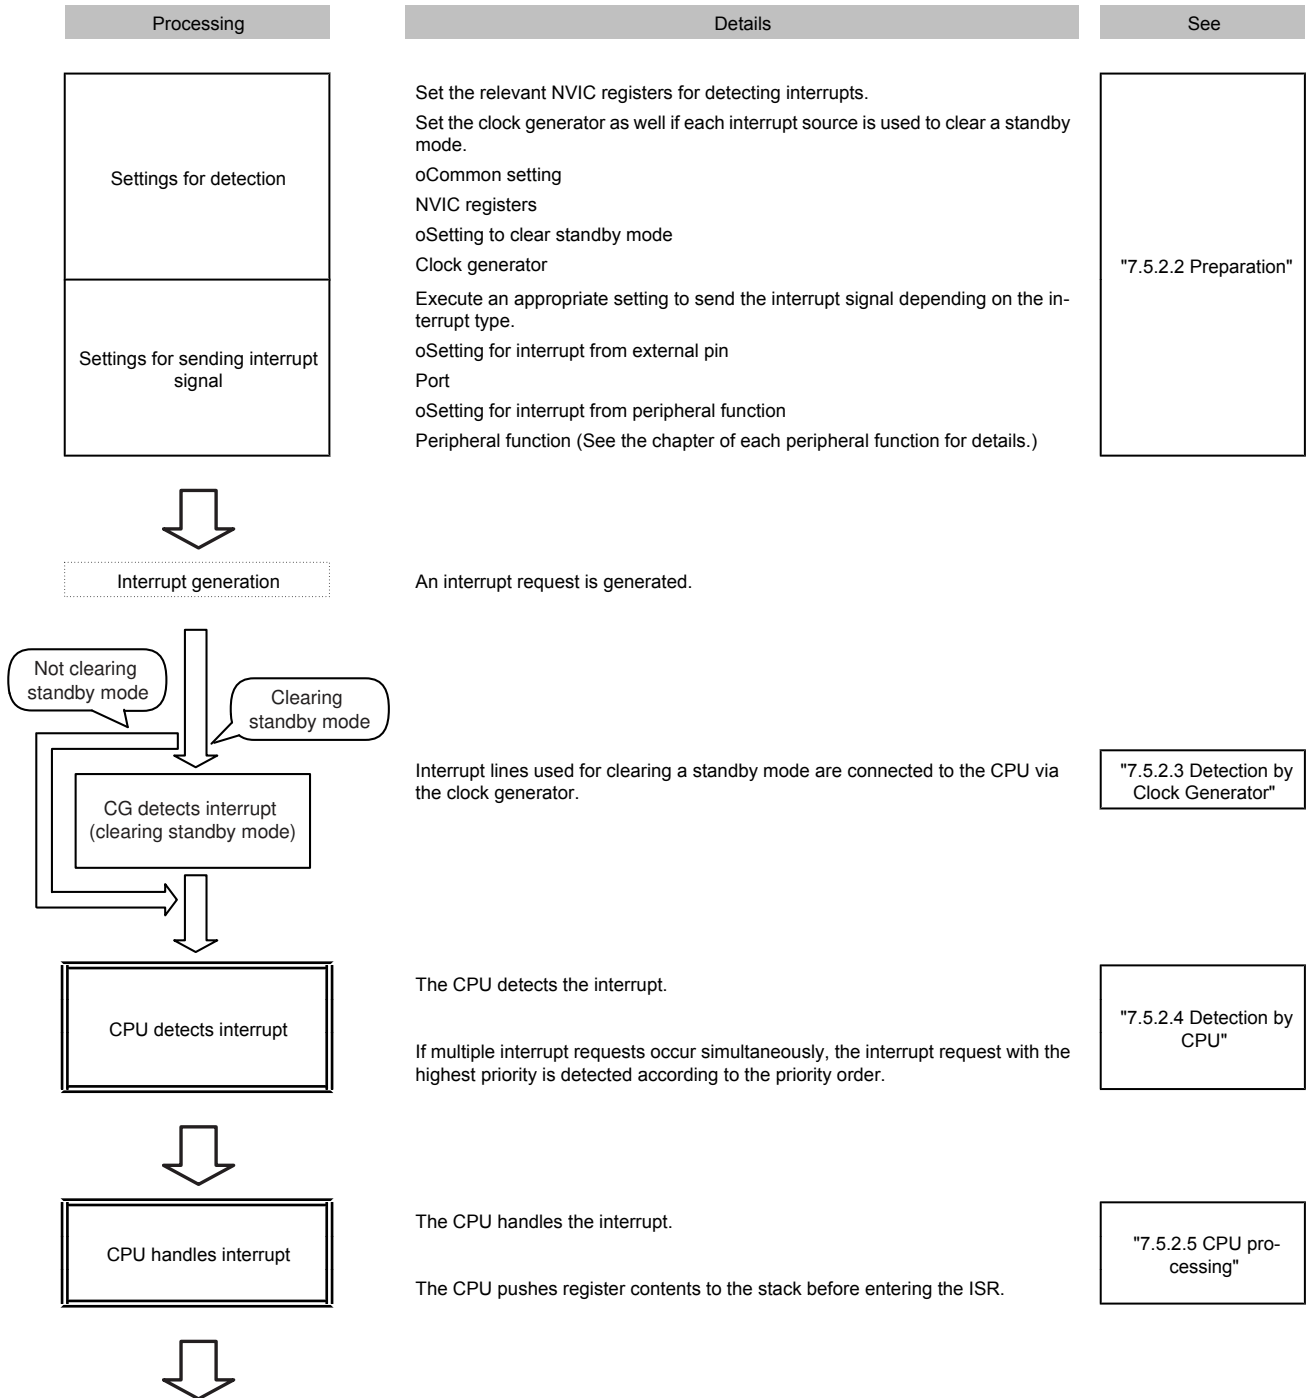 Processing
Details
See
Settings for detection
Set the relevant NVIC registers for detecting interrupts.
Set the clock generator as well if each interrupt source is used to clear a standby
mode.
oCommon setting
NVIC registers
oSetting to clear standby mode
Clock generator
"7.5.2.2 Preparation"
Settings for sending interrupt
signal
Execute an appropriate setting to send the interrupt signal depending on the in-
terrupt type.
oSetting for interrupt from external pin
Port
oSetting for interrupt from peripheral function
Peripheral function (See the chapter of each peripheral function for details.)
Interrupt generation
An interrupt request is generated.
Not clearing
standby mode
Clearing
standby mode
CG detects interrupt
(clearing standby mode)
Interrupt lines used for clearing a standby mode are connected to the CPU via
the clock generator.
"7.5.2.3 Detection by
Clock Generator"
CPU detects interrupt
The CPU detects the interrupt.
If multiple interrupt requests occur simultaneously, the interrupt request with the
highest priority is detected according to the priority order.
"7.5.2.4 Detection by
CPU"
CPU handles interrupt
The CPU handles the interrupt.
The CPU pushes register contents to the stack before entering the ISR.
"7.5.2.5 CPU pro-
cessing"